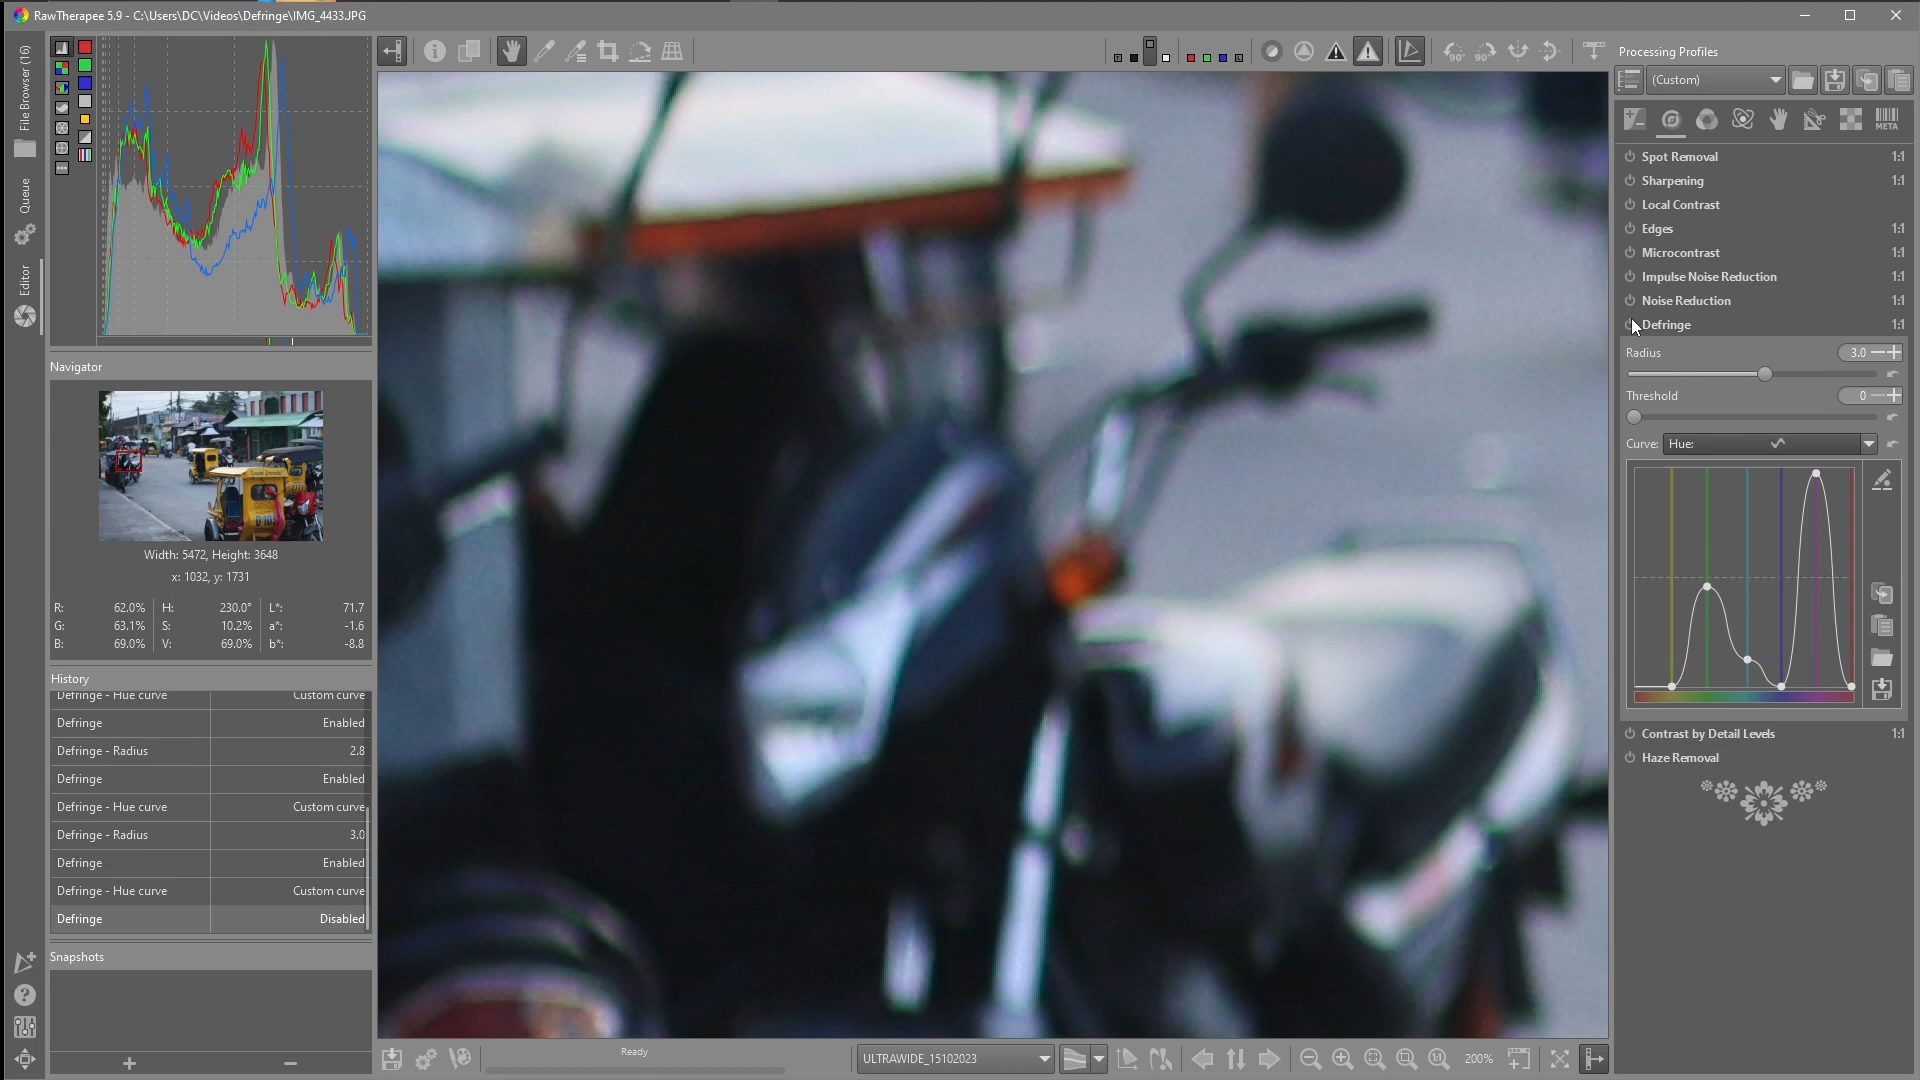 RawTherapee 5.9 - C:\Users\DC\Videos\Defringe\IMG_4433.JPG
File Browser (16)
Queue
Editor
Navigator
Width: 5472, Height: 3648
x: 1032, y: 1731
R: 62.0% H: 230.0° L*: 71.7
G: 63.1% S: 10.2% a*: -1.6
B: 69.0% V: 69.0% b*: -8.8
History
Defringe - Hue curve Custom curve
Defringe Enabled
Defringe - Radius 2.8
Defringe Enabled
Defringe - Hue curve Custom curve
Defringe - Radius 3.0
Defringe Enabled
Defringe - Hue curve Custom curve
Defringe Disabled
Snapshots
Ready
ULTRAWIDE_15102023
200%
Processing Profiles
(Custom)
META
Spot Removal 1:1
Sharpening 1:1
Local Contrast
Edges 1:1
Microcontrast 1:1
Impulse Noise Reduction 1:1
Noise Reduction 1:1
Defringe 1:1
Radius 3.0
Threshold 0
Curve: Hue:
Contrast by Detail Levels 1:1
Haze Removal